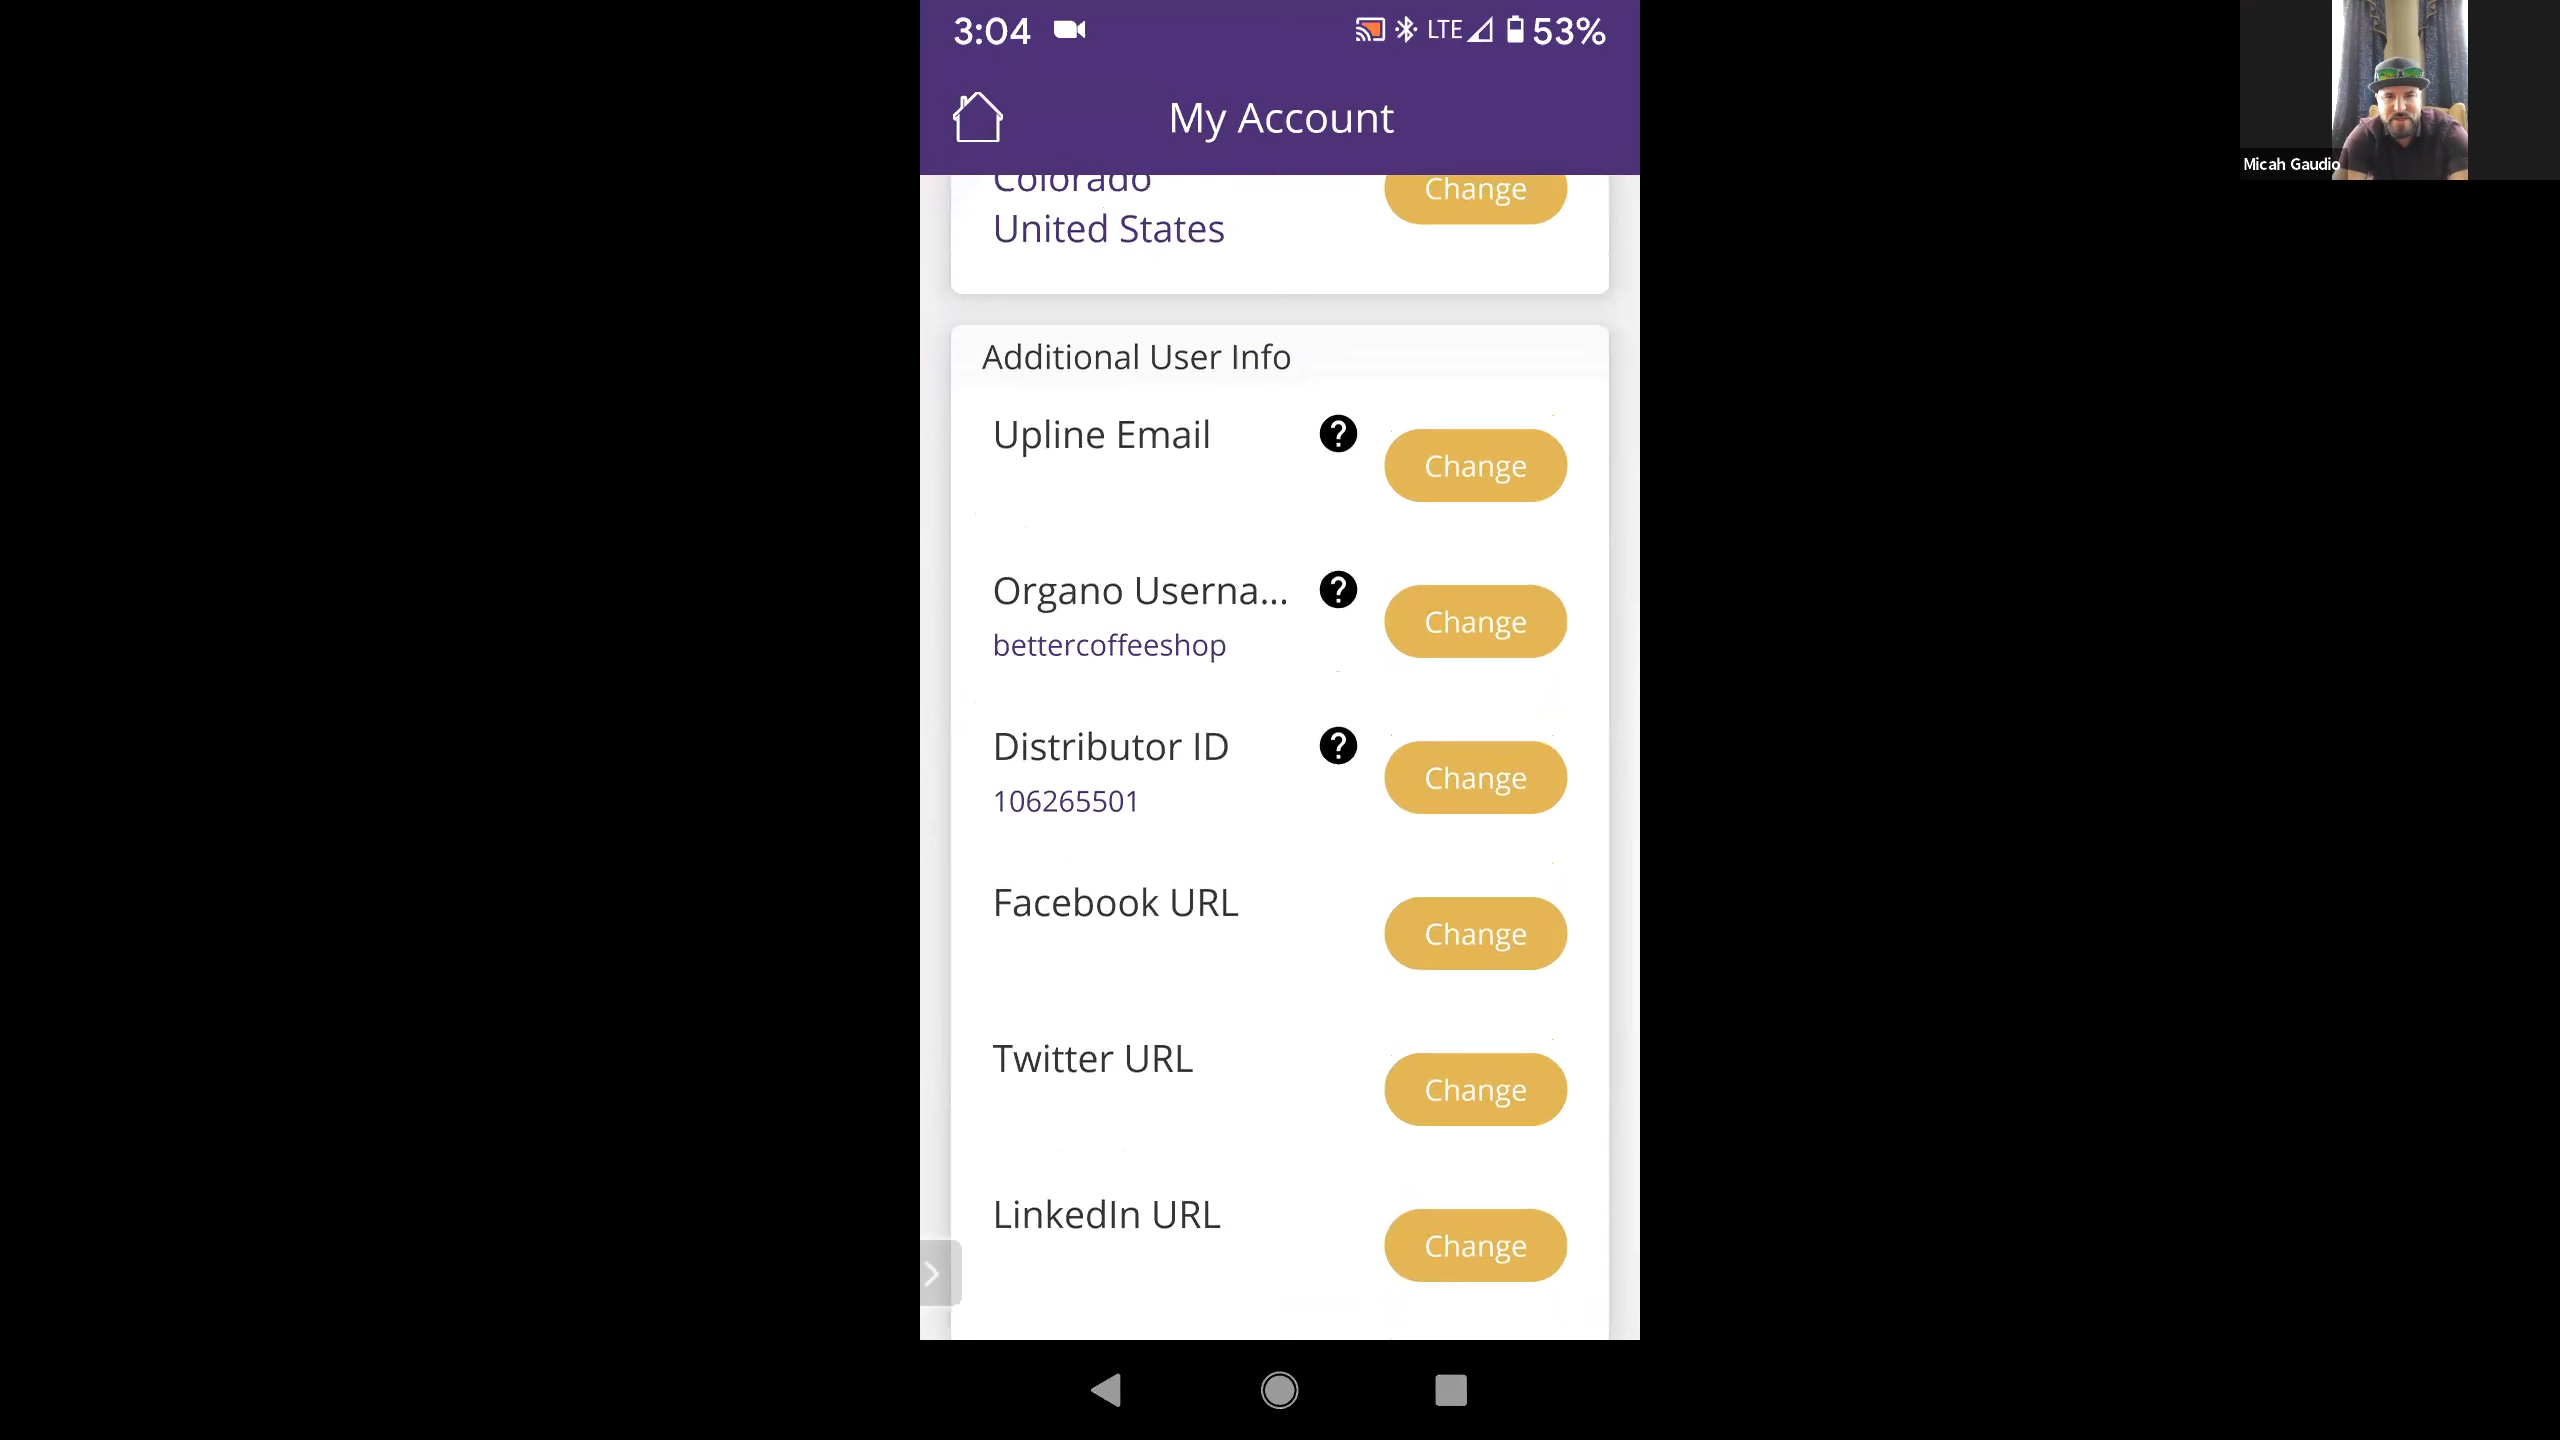 3:04
LTE
53%
My Account
Micah Gaudio
Colorado
Change
United States
Additional User Info
Upline Email
?
Change
Organo Userna...
?
Change
bettercoffeeshop
Distributor ID
?
Change
106265501
Facebook URL
Change
Twitter URL
Change
LinkedIn URL
Change